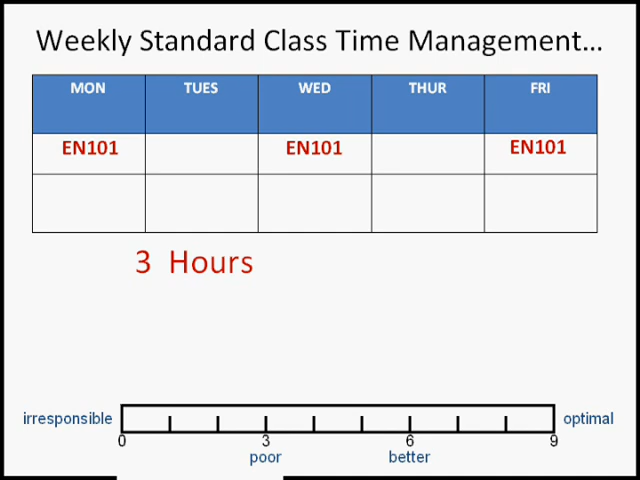 Weekly Standard Class Time Management...
MON TUES WED THUR FRI
EN101 EN101 EN101
3 Hours
irresponsible optimal
0 3 6 9
poor better